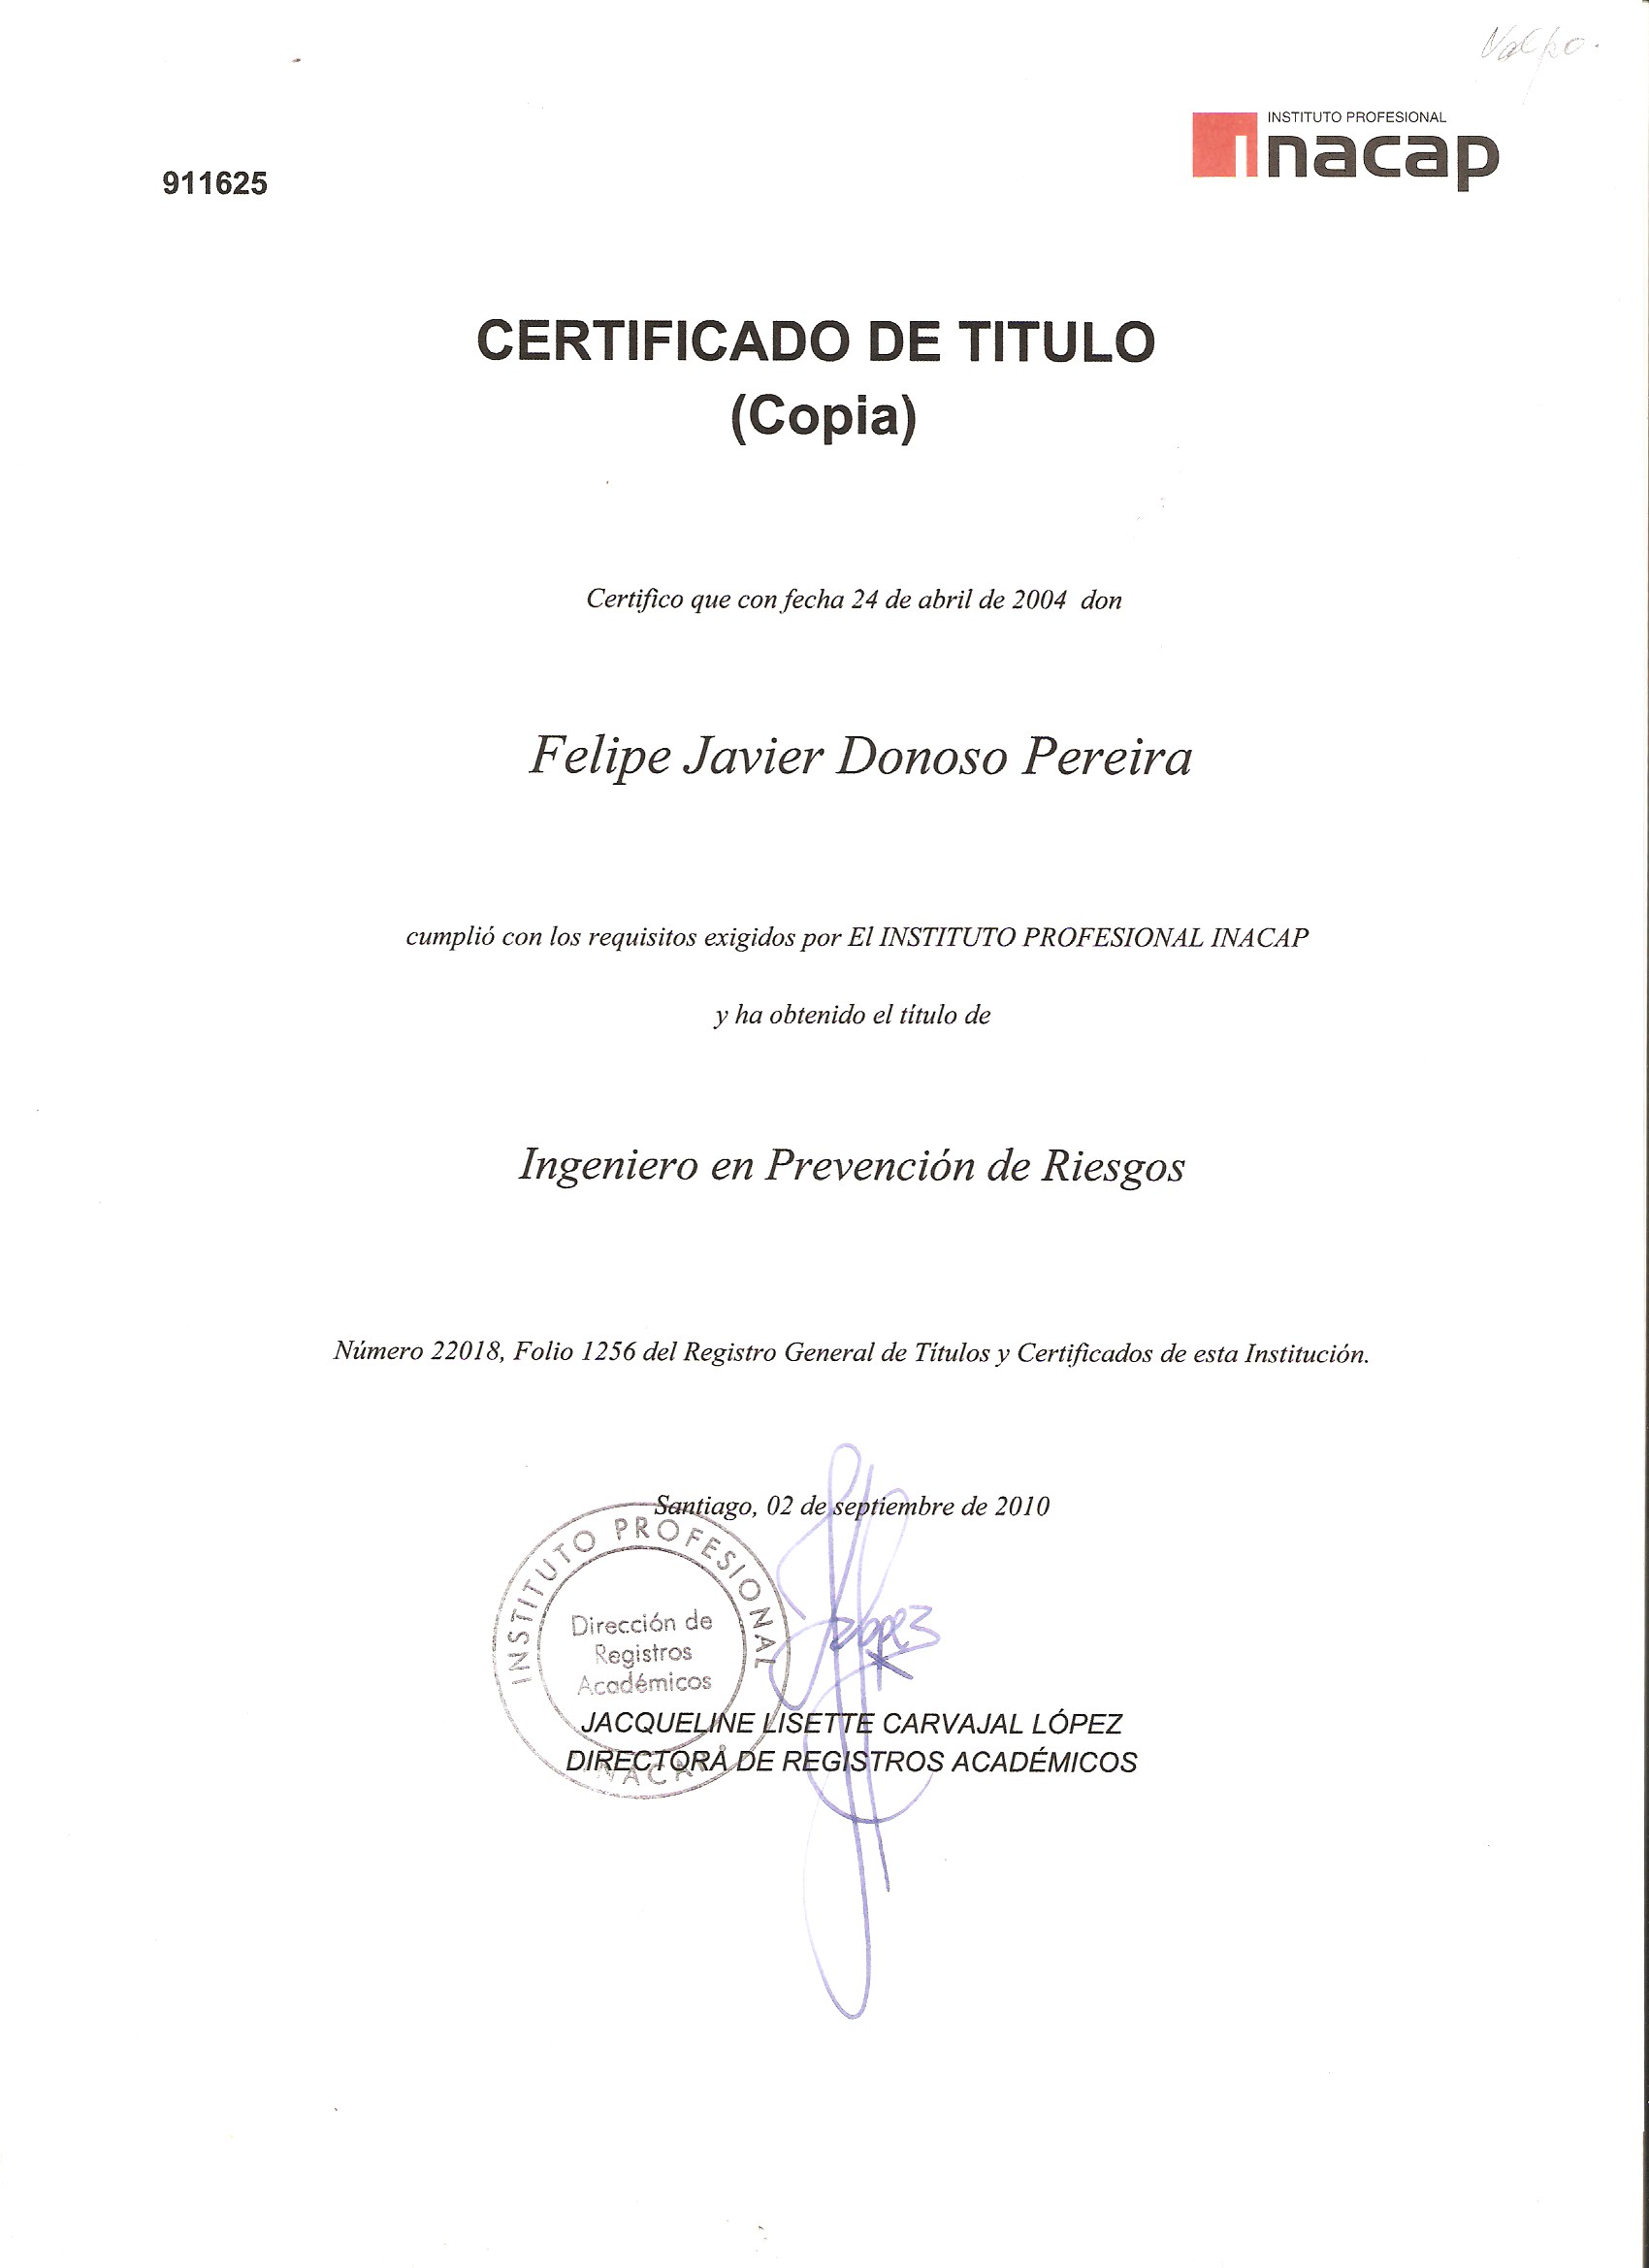 Valpo.
INSTITUTO PROFESIONAL
inacap
911625
CERTIFICADO DE TITULO
(Copia)
Certifico que con fecha 24 de abril de 2004 don
Felipe Javier Donoso Pereira
cumplió con los requisitos exigidos por El INSTITUTO PROFESIONAL INACAP
y ha obtenido el título de
Ingeniero en Prevención de Riesgos
Número 22018, Folio 1256 del Registro General de Títulos y Certificados de esta Institución.
Santiago, 02 de septiembre de 2010
INSTITUTO PROFESIONAL
Dirección de
Registros
Académicos
INACAP
JLópez
JACQUELINE LISETTE CARVAJAL LÓPEZ
DIRECTORA DE REGISTROS ACADÉMICOS